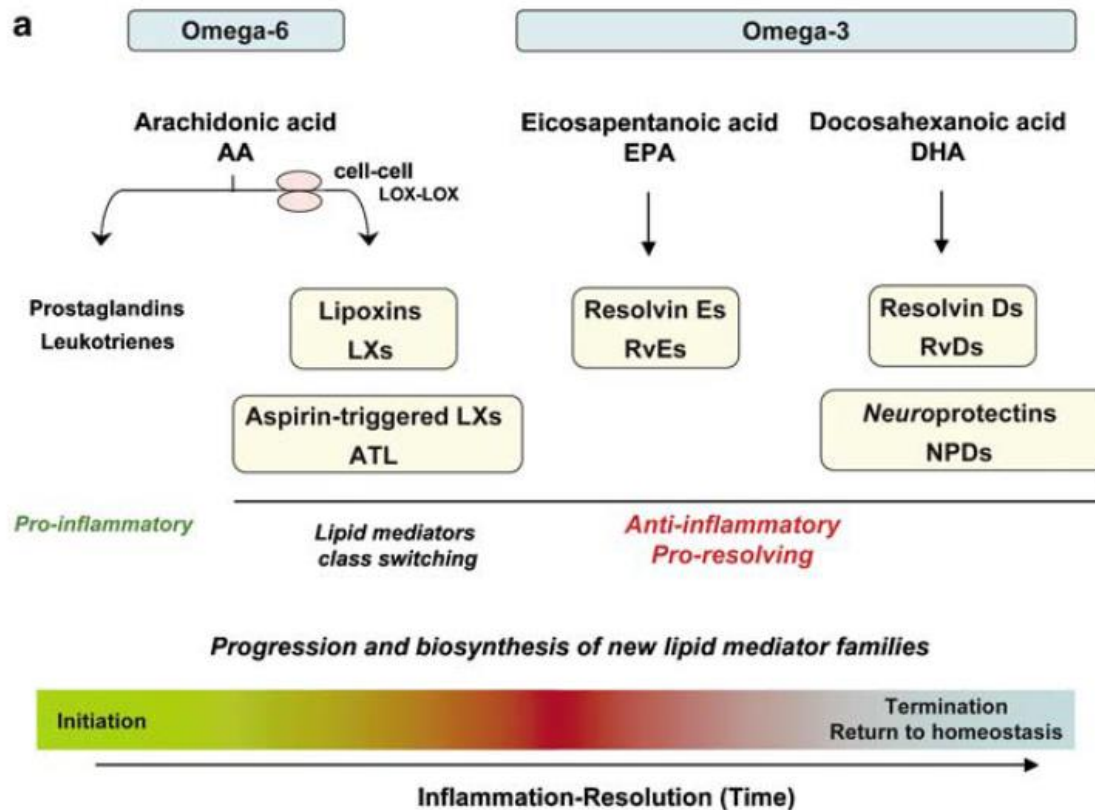 a
Omega-6
Omega-3
Arachidonic acid
AA
cell-cell
LOX-LOX
Eicosapentanoic acid
EPA
Docosahexanoic acid
DHA
Prostaglandins
Leukotrienes
Lipoxins
LXs
Resolvin Es
RvEs
Resolvin Ds
RvDs
Aspirin-triggered LXs
ATL
Neuroprotectins
NPDs
Pro-inflammatory
Lipid mediators
class switching
Anti-inflammatory
Pro-resolving
Progression and biosynthesis of new lipid mediator families
Initiation
Termination
Return to homeostasis
Inflammation-Resolution (Time)